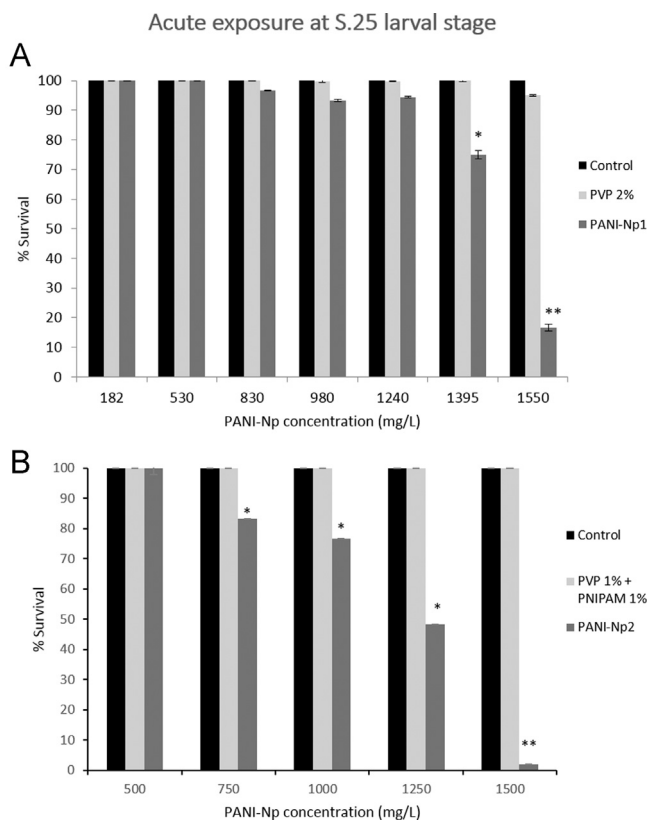 Acute exposure at S.25 larval stage
A
100
90
80
70
60
50
40
30
20
10
0
% Survival
*
**
182 530 830 980 1240 1395 1550
PANI-Np concentration (mg/L)
Control
PVP 2%
PANI-Np1
B
100
90
80
70
60
50
40
30
20
10
0
% Survival
*
*
*
**
500 750 1000 1250 1500
PANI-Np concentration (mg/L)
Control
PVP 1% +
PNIPAM 1%
PANI-Np2